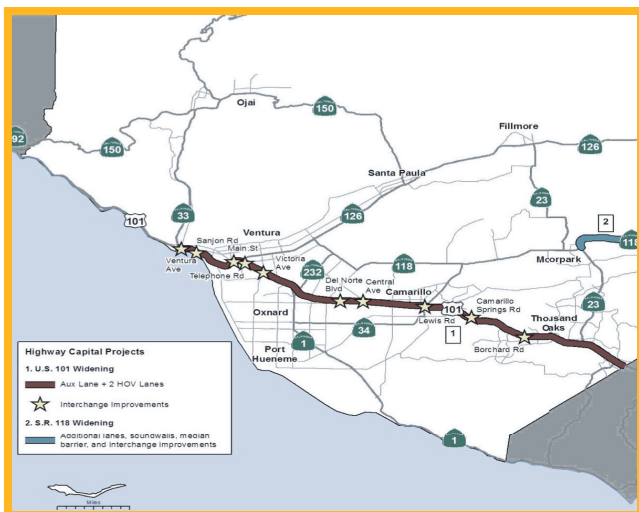 Ojai
150
92
150
Fillmore
126
Santa Paula
101
33
126
23
2
118
Ventura
Sanjon Rd
Main St
Victoria
Ave
Ventura
Ave
Telephone Rd
232
118
Moorpark
Del Norte
Blvd
Central
Ave
Camarillo
101
Camarillo
Springs Rd
23
Thousand
Oaks
Oxnard
Lewis Rd
1
34
Borchard Rd
Port
Hueneme
1
1
Highway Capital Projects
1. U.S. 101 Widening
Aux Lane + 2 HOV Lanes
Interchange Improvements
2. S.R. 118 Widening
Additional lanes, soundwalls, median
barrier, and interchange improvements
Miles